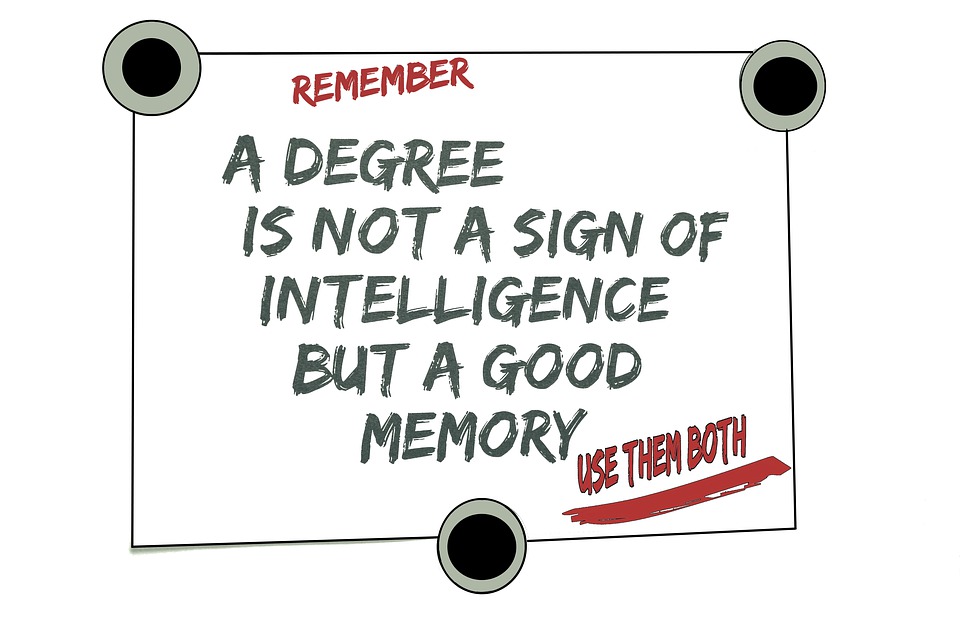 REMEMBER
A DEGREE
IS NOT A SIGN OF
INTELLIGENCE
BUT A GOOD
MEMORY
USE THEM BOTH